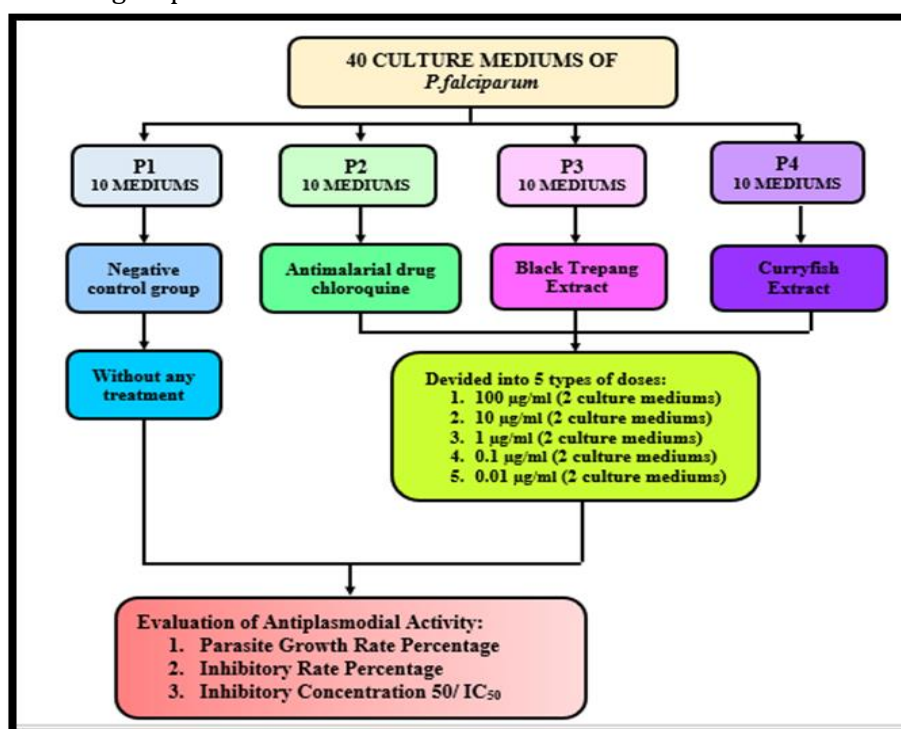 40 CULTURE MEDIUMS OF
P.falciparum
P1
10 MEDIUMS
P2
10 MEDIUMS
P3
10 MEDIUMS
P4
10 MEDIUMS
Negative
control group
Antimalarial drug
chloroquine
Black Trepang
Extract
Curryfish
Extract
Without any
treatment
Devided into 5 types of doses:
1. 100 µg/ml (2 culture mediums)
2. 10 µg/ml (2 culture mediums)
3. 1 µg/ml (2 culture mediums)
4. 0.1 µg/ml (2 culture mediums)
5. 0.01 µg/ml (2 culture mediums)
Evaluation of Antiplasmodial Activity:
1. Parasite Growth Rate Percentage
2. Inhibitory Rate Percentage
3. Inhibitory Concentration 50/ IC₅₀